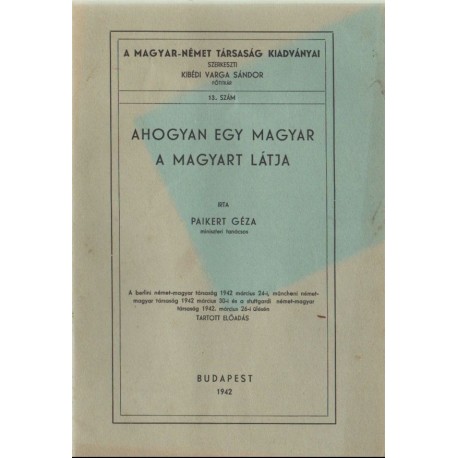 A MAGYAR-NÉMET TÁRSASÁG KIADVÁNYAI
SZERKESZTI
KIBÉDI VARGA SÁNDOR
FŐTITKÁR
13. SZÁM
AHOGYAN EGY MAGYAR
A MAGYART LÁTJA
IRTA
PAIKERT GÉZA
miniszteri tanácsos
A berlini német-magyar társaság 1942 március 24-i, müncheni német-
magyar társaság 1942 március 30-i és a stuttgardi német-magyar
társaság 1942. március 26-i ülésén
TARTOTT ELŐADÁS
BUDAPEST
1942